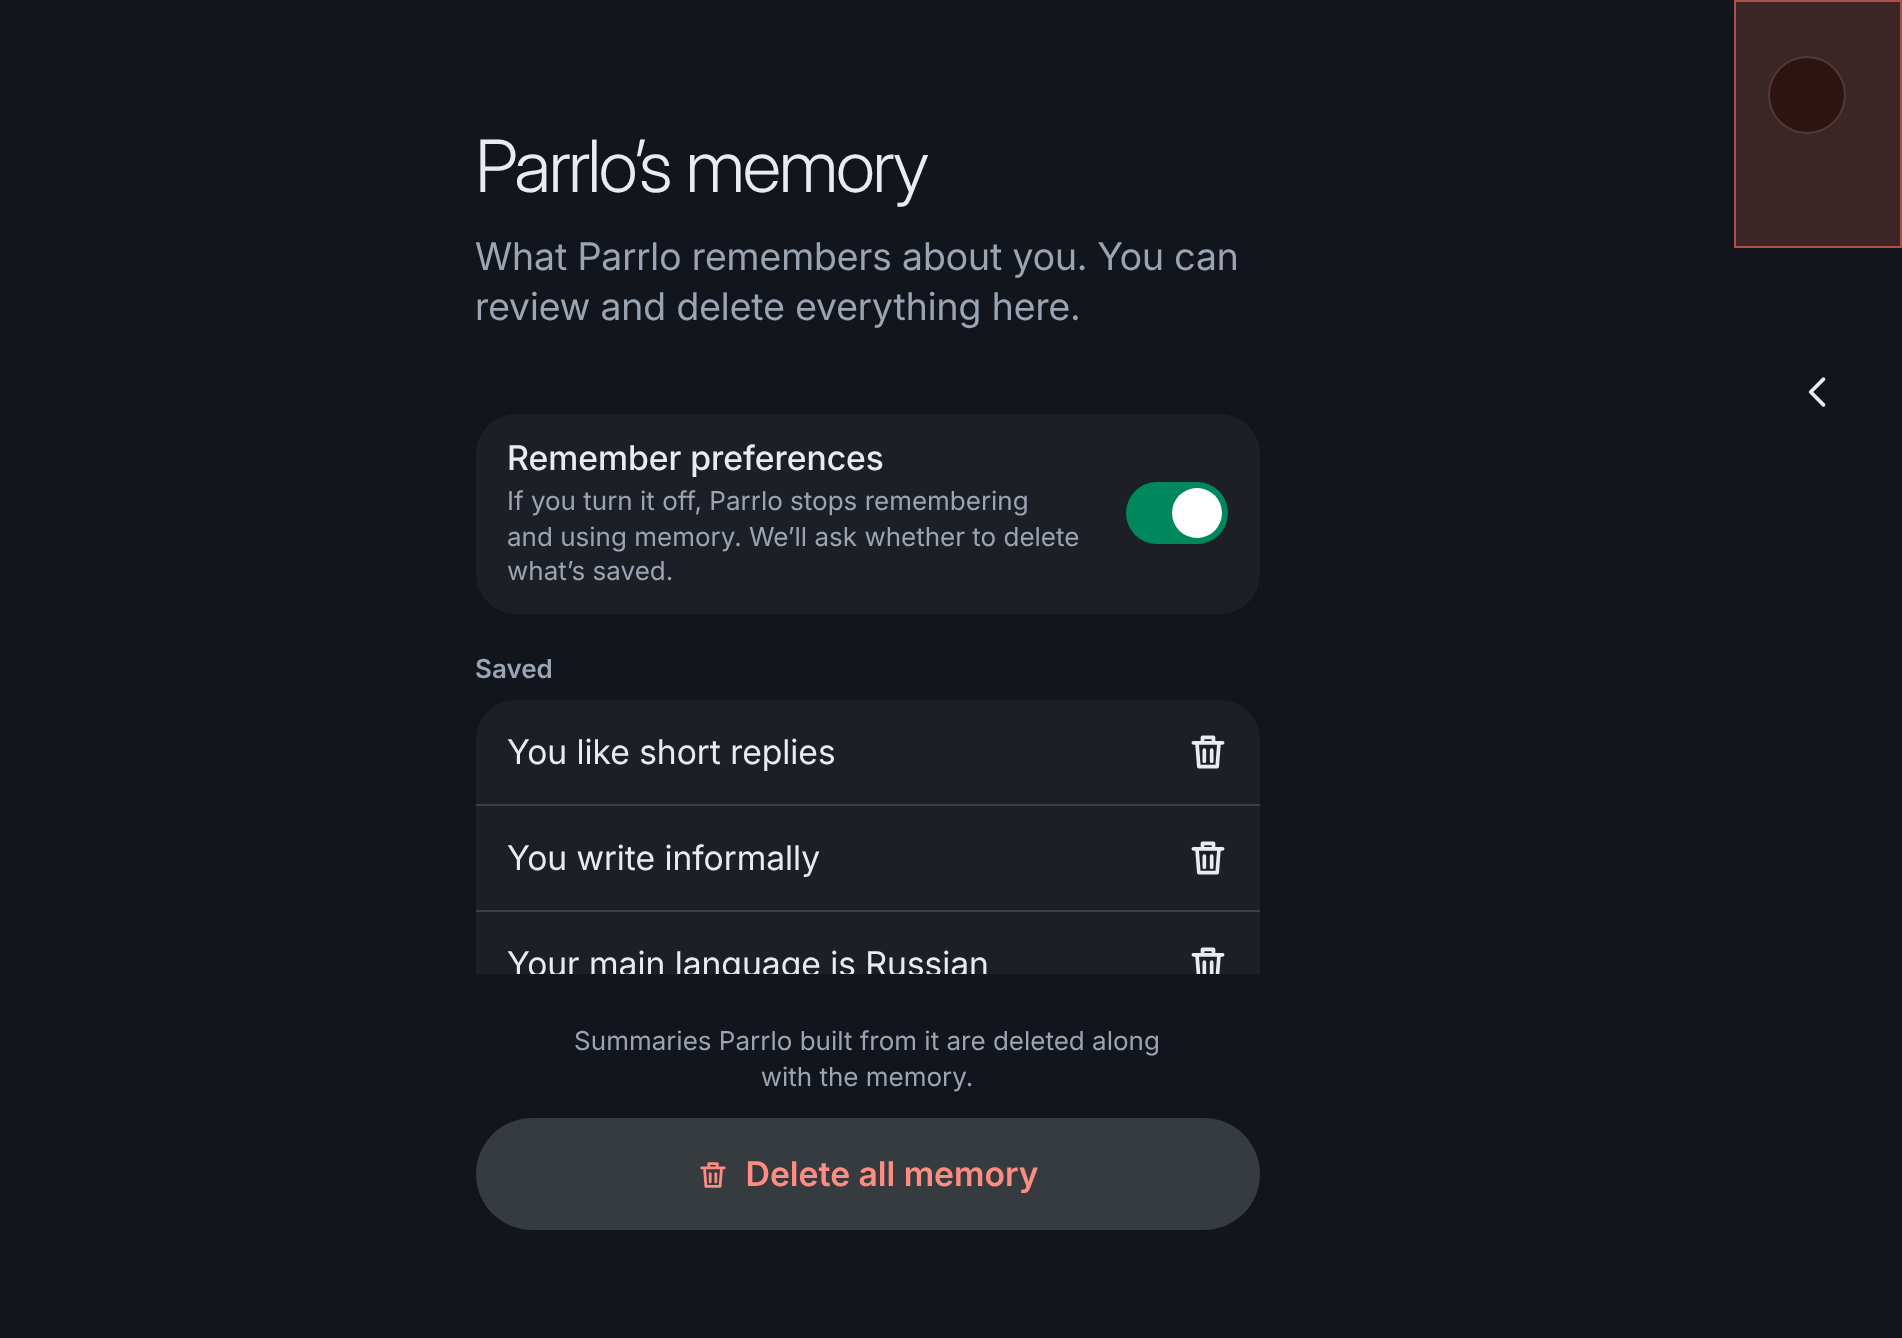 Parrlo’s memory
What Parrlo remembers about you. You can
review and delete everything here.
Remember preferences
If you turn it off, Parrlo stops remembering
and using memory. We’ll ask whether to delete
what’s saved.
Saved
You like short replies
You write informally
Your main language is Russian
Summaries Parrlo built from it are deleted along
with the memory.
Delete all memory